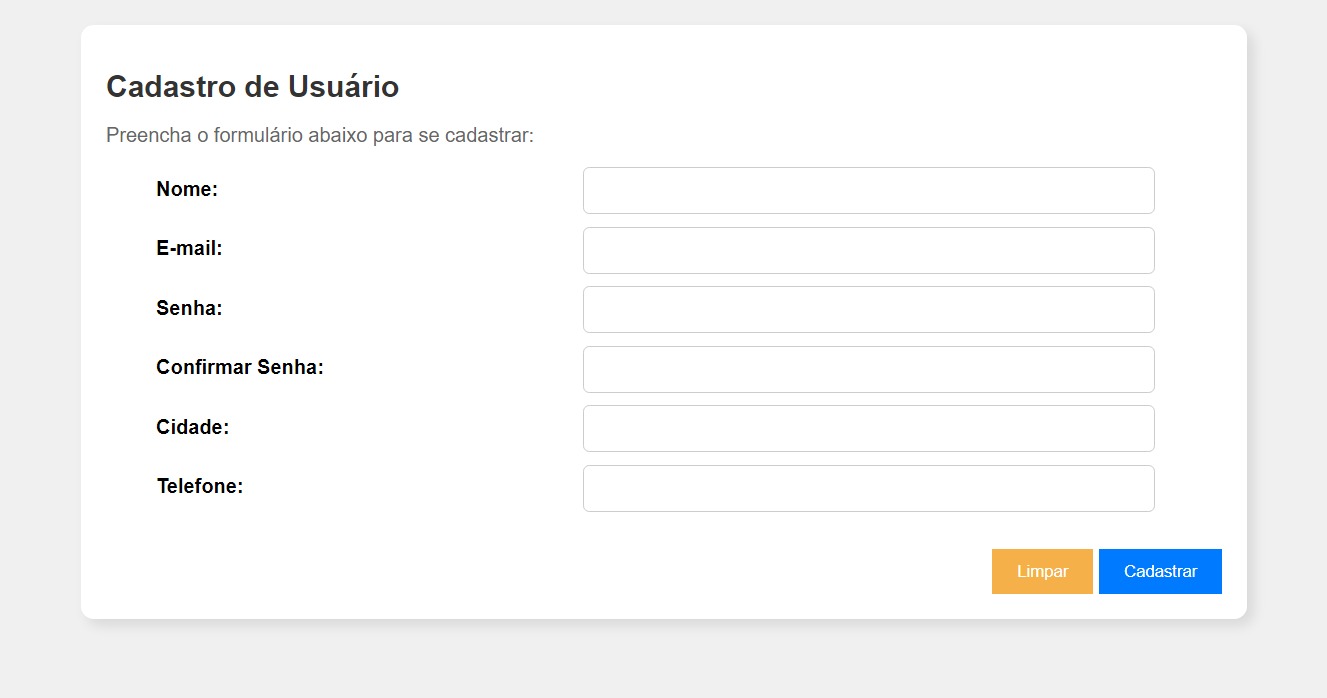 Cadastro de Usuário
Preencha o formulário abaixo para se cadastrar:
Nome:
E-mail:
Senha:
Confirmar Senha:
Cidade:
Telefone:
Limpar Cadastrar